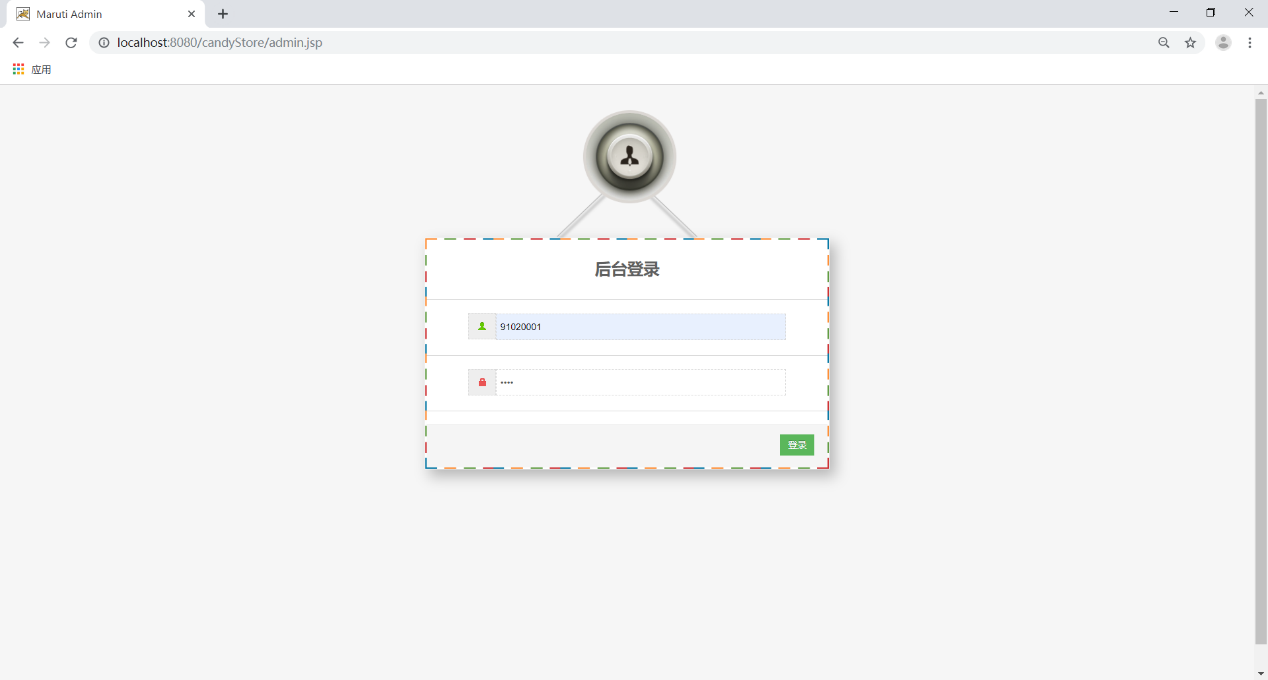 Maruti Admin
localhost:8080/candyStore/admin.jsp
应用
后台登录
91020001
••••
登录